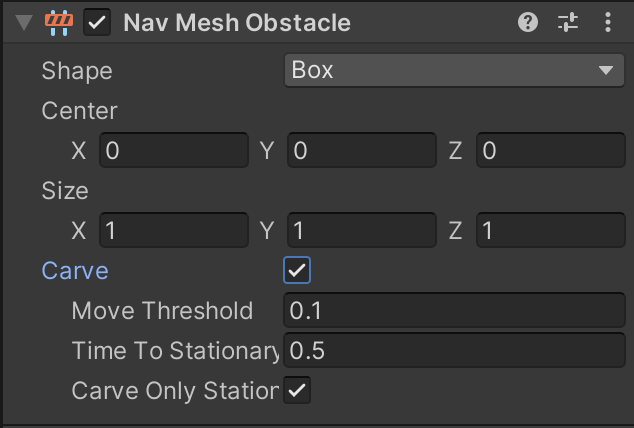 Nav Mesh Obstacle
Shape Box
Center
X 0 Y 0 Z 0
Size
X 1 Y 1 Z 1
Carve
Move Threshold 0.1
Time To Stationary 0.5
Carve Only Station